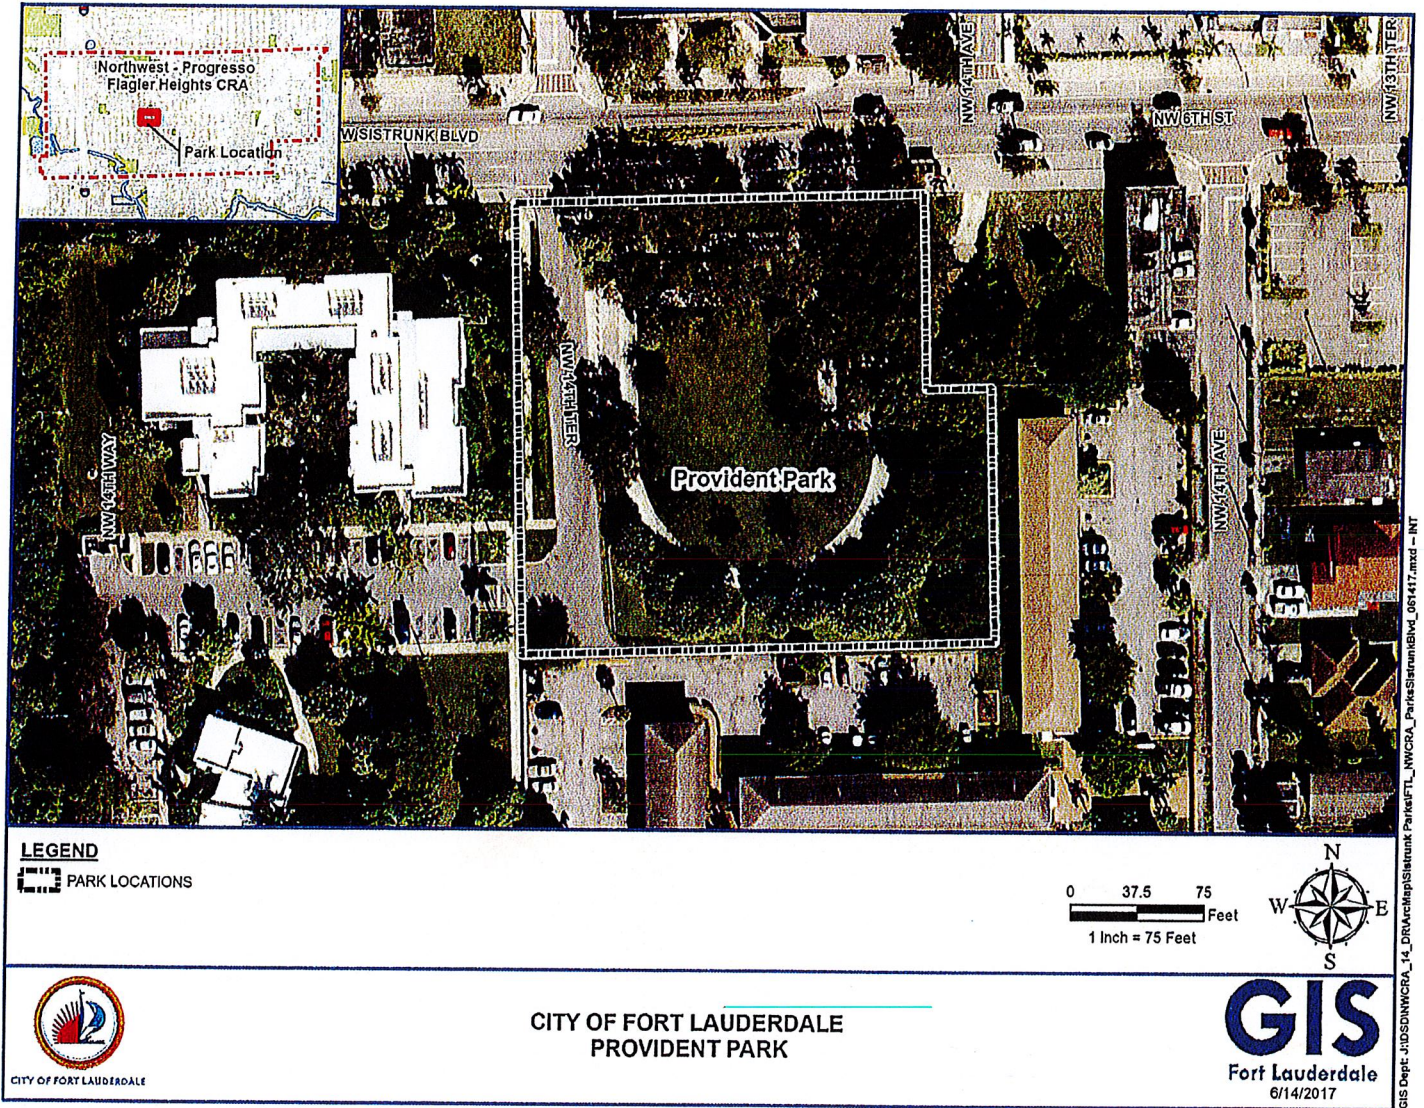 Northwest - Progresso
Flagler Heights CRA
Park Location
W SISTRUNK BLVD
NW 14TH AVE
NW 6TH ST
NW 13TH TER
NW 14TH TER
NW 14TH WAY
Provident Park
NW 14TH AVE
LEGEND
PARK LOCATIONS
0 37.5 75
Feet
1 Inch = 75 Feet
N
W E
S
CITY OF FORT LAUDERDALE
CITY OF FORT LAUDERDALE
PROVIDENT PARK
GIS
Fort Lauderdale
6/14/2017